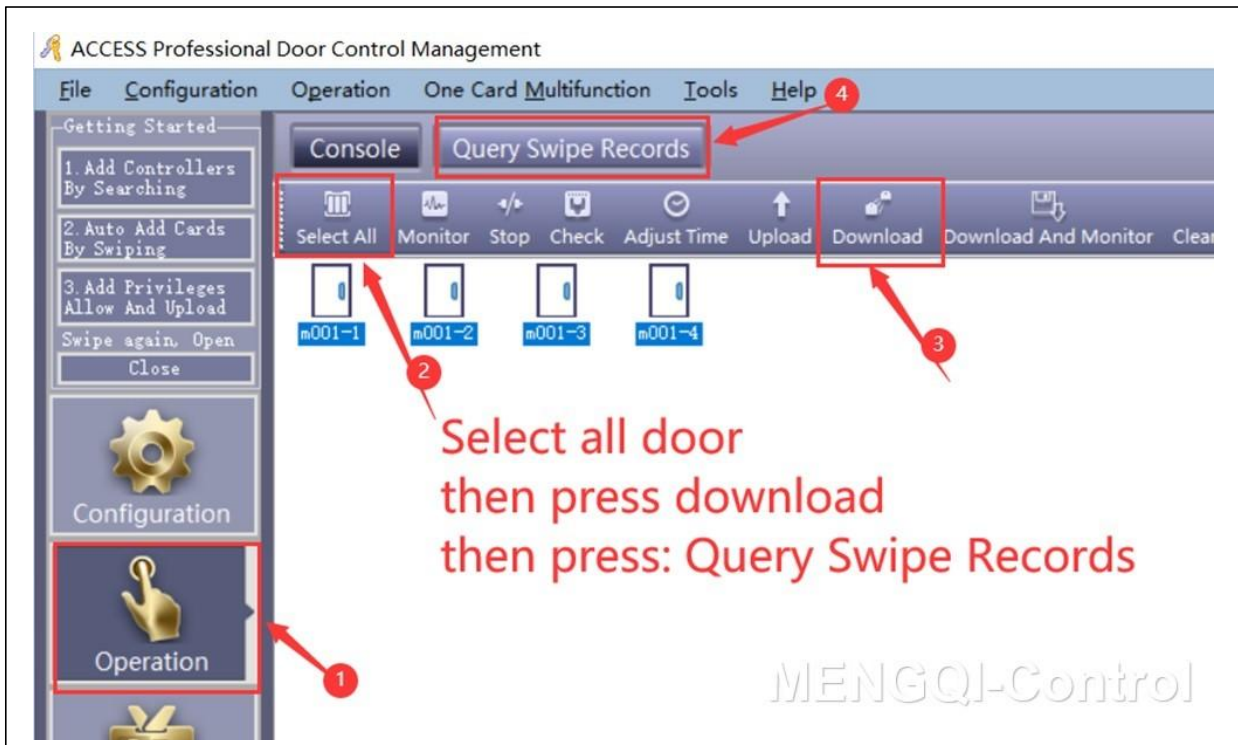 ACCESS Professional Door Control Management
File Configuration Operation One Card Multifunction Tools Help
4
Getting Started
1. Add Controllers
By Searching
2. Auto Add Cards
By Swiping
3. Add Privileges
Allow And Upload
Swipe again, Open
Close
Console Query Swipe Records
Select All Monitor Stop Check Adjust Time Upload Download Download And Monitor Clear
m001-1 m001-2 m001-3 m001-4
3
2
Select all door
then press download
then press: Query Swipe Records
Configuration
Operation
1
MENGQI-Control